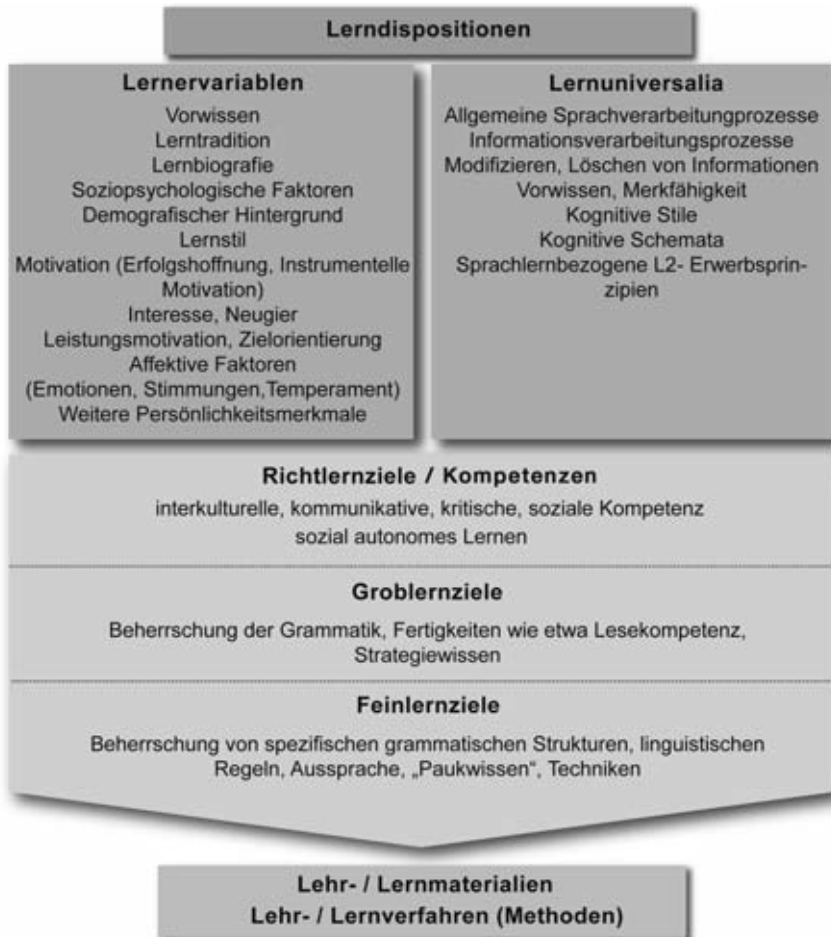 Lerndispositionen
Lernervariablen
Vorwissen
Lerntradition
Lernbiografie
Soziopsychologische Faktoren
Demografischer Hintergrund
Lernstil
Motivation (Erfolgshoffnung, Instrumentelle
Motivation)
Interesse, Neugier
Leistungsmotivation, Zielorientierung
Affektive Faktoren
(Emotionen, Stimmungen,Temperament)
Weitere Persönlichkeitsmerkmale
Lernuniversalia
Allgemeine Sprachverarbeitungprozesse
Informationsverarbeitungsprozesse
Modifizieren, Löschen von Informationen
Vorwissen, Merkfähigkeit
Kognitive Stile
Kognitive Schemata
Sprachlernbezogene L2- Erwerbsprin-
zipien
Richtlernziele / Kompetenzen
interkulturelle, kommunikative, kritische, soziale Kompetenz
sozial autonomes Lernen
Groblernziele
Beherrschung der Grammatik, Fertigkeiten wie etwa Lesekompetenz,
Strategiewissen
Feinlernziele
Beherrschung von spezifischen grammatischen Strukturen, linguistischen
Regeln, Aussprache, „Paukwissen“, Techniken
Lehr- / Lernmaterialien
Lehr- / Lernverfahren (Methoden)